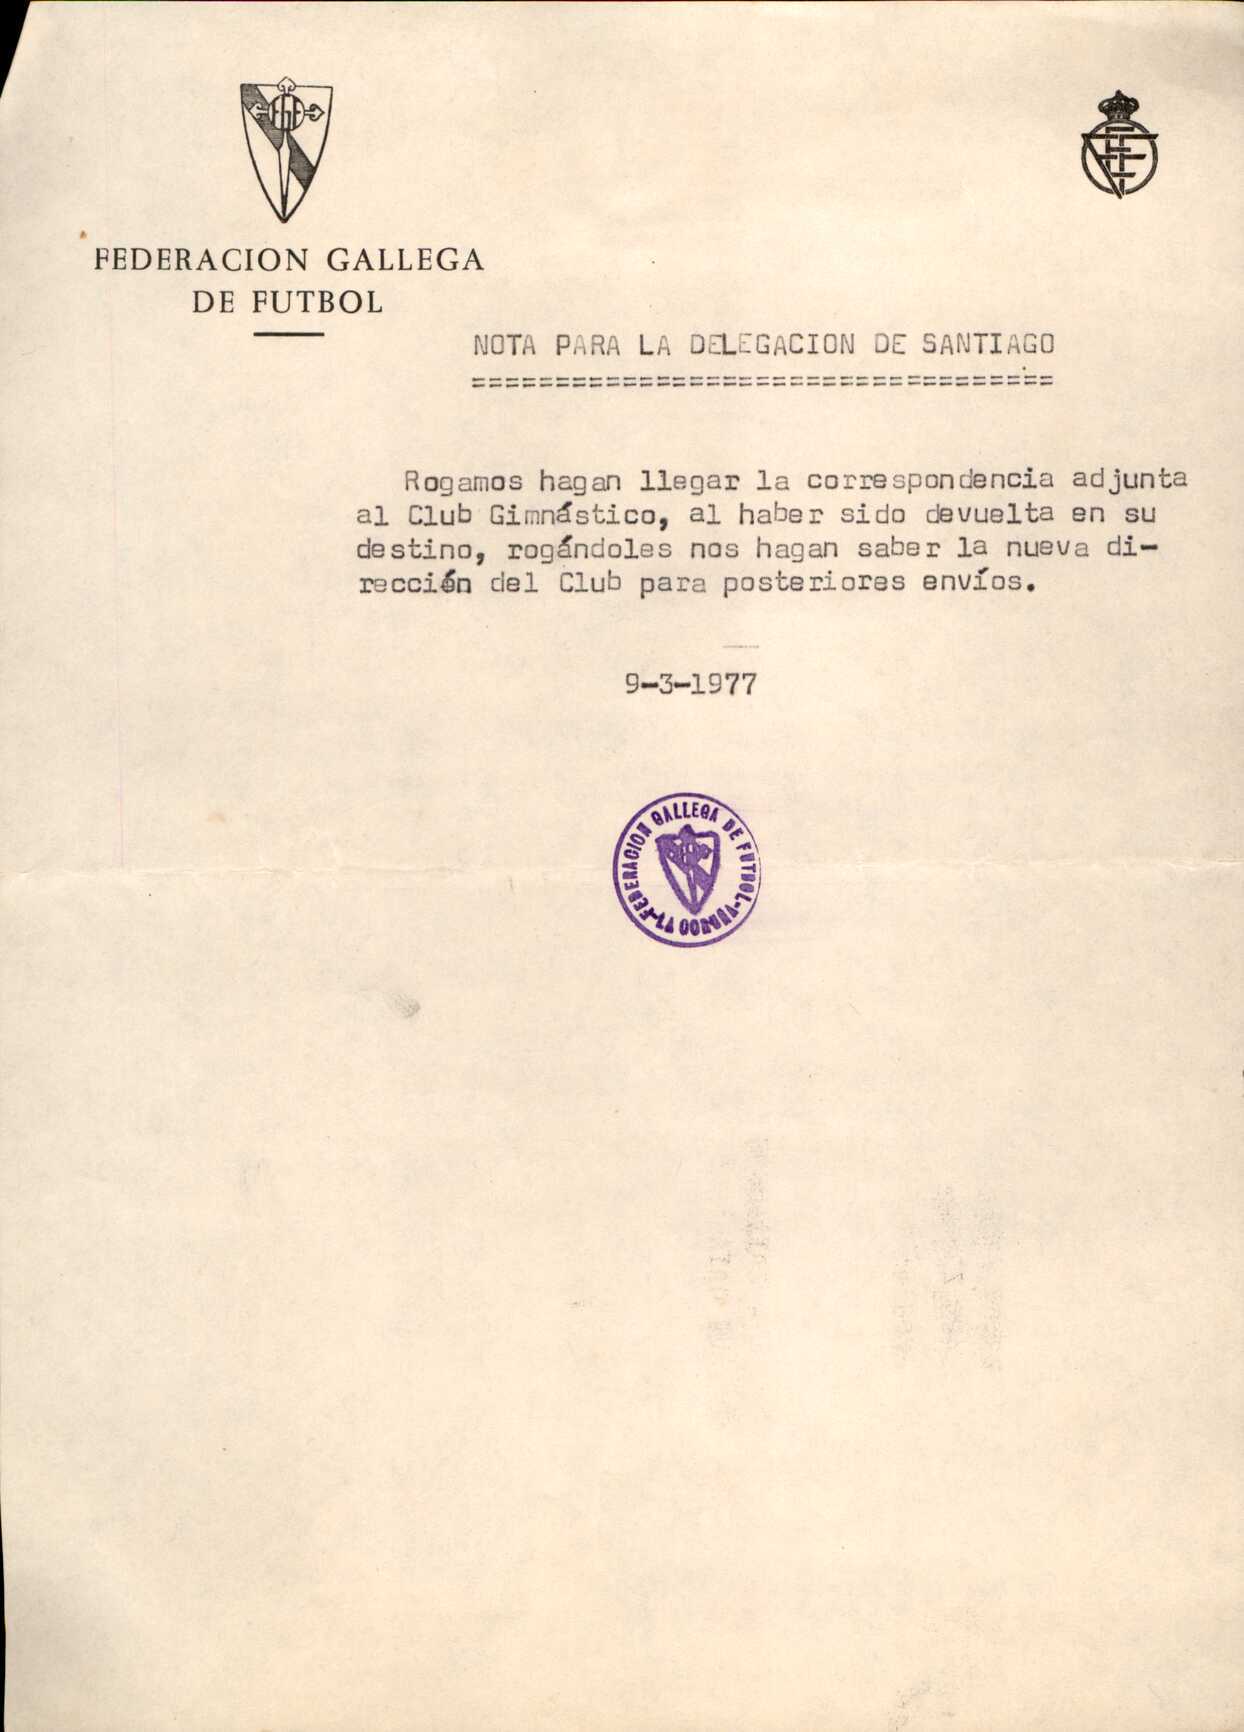 FGF
FEDERACION GALLEGA
DE FUTBOL
NOTA PARA LA DELEGACION DE SANTIAGO
===================================
Rogamos hagan llegar la correspondencia adjunta
al Club Gimnástico, al haber sido devuelta en su
destino, rogándoles nos hagan saber la nueva di-
rección del Club para posteriores envíos.
9-3-1977
FEDERACION GALLEGA DE FUTBOL-
LA CORUÑA